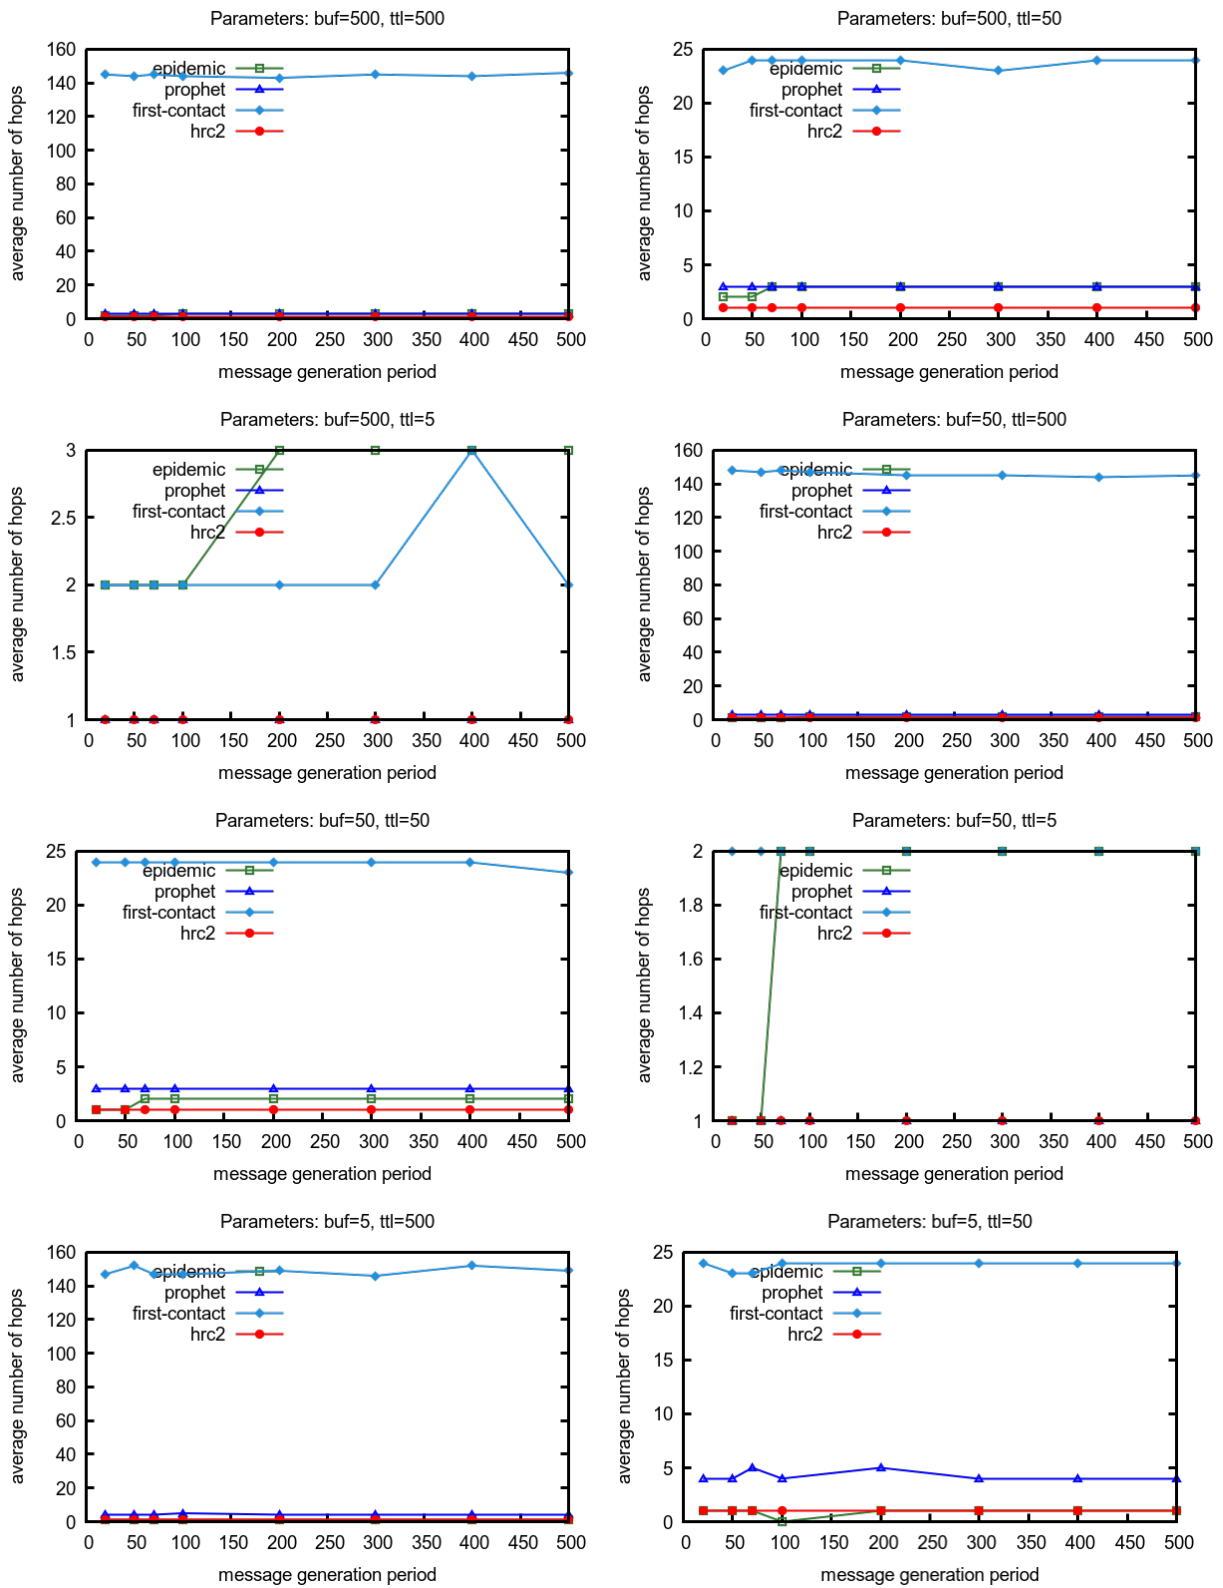 Parameters: buf=500, ttl=500
160
140
120
100
80
60
40
20
0
average number of hops
epidemic
prophet
first-contact
hrc2
0 50 100 150 200 250 300 350 400 450 500
message generation period
Parameters: buf=500, ttl=50
25
20
15
10
5
0
average number of hops
epidemic
prophet
first-contact
hrc2
0 50 100 150 200 250 300 350 400 450 500
message generation period
Parameters: buf=500, ttl=5
3
2.5
2
1.5
1
average number of hops
epidemic
prophet
first-contact
hrc2
0 50 100 150 200 250 300 350 400 450 500
message generation period
Parameters: buf=50, ttl=500
160
140
120
100
80
60
40
20
0
average number of hops
epidemic
prophet
first-contact
hrc2
0 50 100 150 200 250 300 350 400 450 500
message generation period
Parameters: buf=50, ttl=50
25
20
15
10
5
0
average number of hops
epidemic
prophet
first-contact
hrc2
0 50 100 150 200 250 300 350 400 450 500
message generation period
Parameters: buf=50, ttl=5
2
1.8
1.6
1.4
1.2
1
average number of hops
epidemic
prophet
first-contact
hrc2
0 50 100 150 200 250 300 350 400 450 500
message generation period
Parameters: buf=5, ttl=500
160
140
120
100
80
60
40
20
0
average number of hops
epidemic
prophet
first-contact
hrc2
0 50 100 150 200 250 300 350 400 450 500
message generation period
Parameters: buf=5, ttl=50
25
20
15
10
5
0
average number of hops
epidemic
prophet
first-contact
hrc2
0 50 100 150 200 250 300 350 400 450 500
message generation period